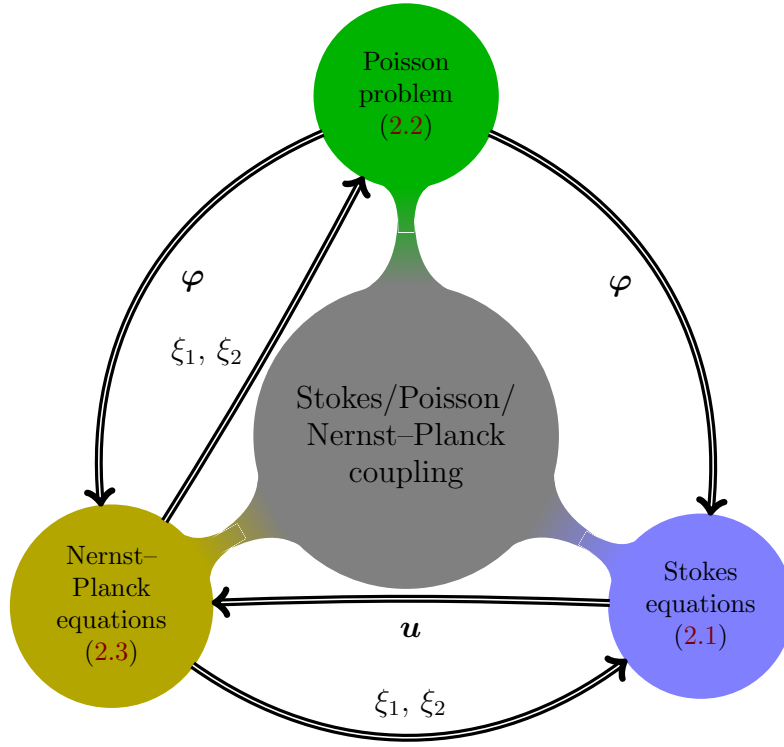 Poisson
problem
(2.2)
φ
φ
ξ₁, ξ₂
Stokes/Poisson/
Nernst–Planck
coupling
Nernst–
Planck
equations
(2.3)
Stokes
equations
(2.1)
u
ξ₁, ξ₂